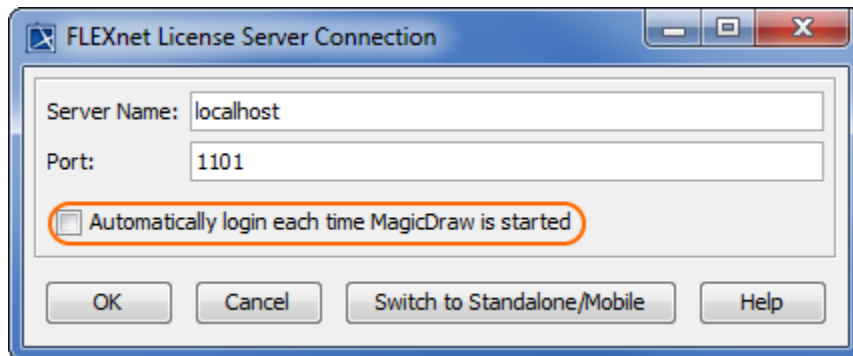 FLEXnet License Server Connection
Server Name: localhost
Port: 1101
Automatically login each time MagicDraw is started
OK Cancel Switch to Standalone/Mobile Help